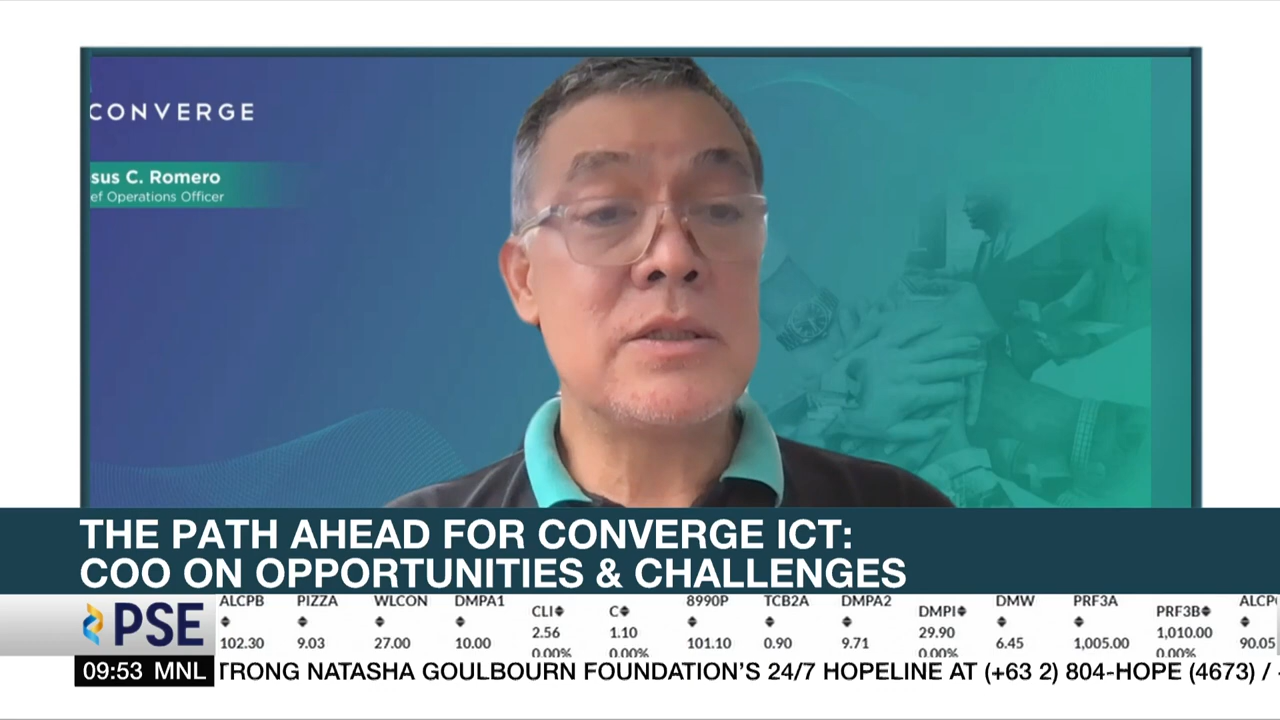 CONVERGE
sus C. Romero
ef Operations Officer
THE PATH AHEAD FOR CONVERGE ICT:
COO ON OPPORTUNITIES & CHALLENGES
PSE
ALCPB PIZZA WLCON DMPA1 CLI C 8990P TCB2A DMPA2 DMPI DMW PRF3A PRF3B ALCP
102.30 9.03 27.00 10.00 2.56 1.10 101.10 0.90 9.71 29.90 6.45 1,005.00 1,010.00 90.05
0.00% 0.00% 0.00% 0.00%
09:53 MNL TRONG NATASHA GOULBOURN FOUNDATION'S 24/7 HOPELINE AT (+63 2) 804-HOPE (4673) /